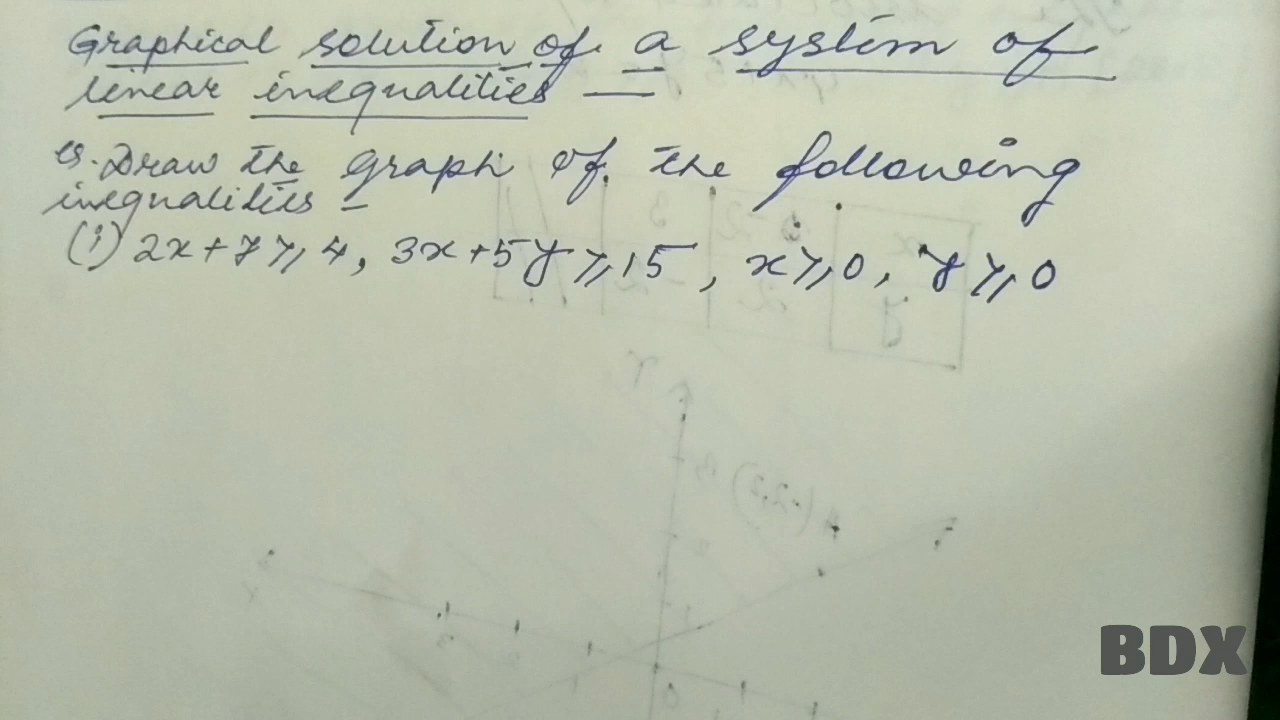 Graphical solution of a system of
linear inequalities —
eg. Draw the graph of the following
inequalities –
(i) 2x+y ≥ 4, 3x+5y ≥ 15, x ≥ 0, y ≥ 0
BDX